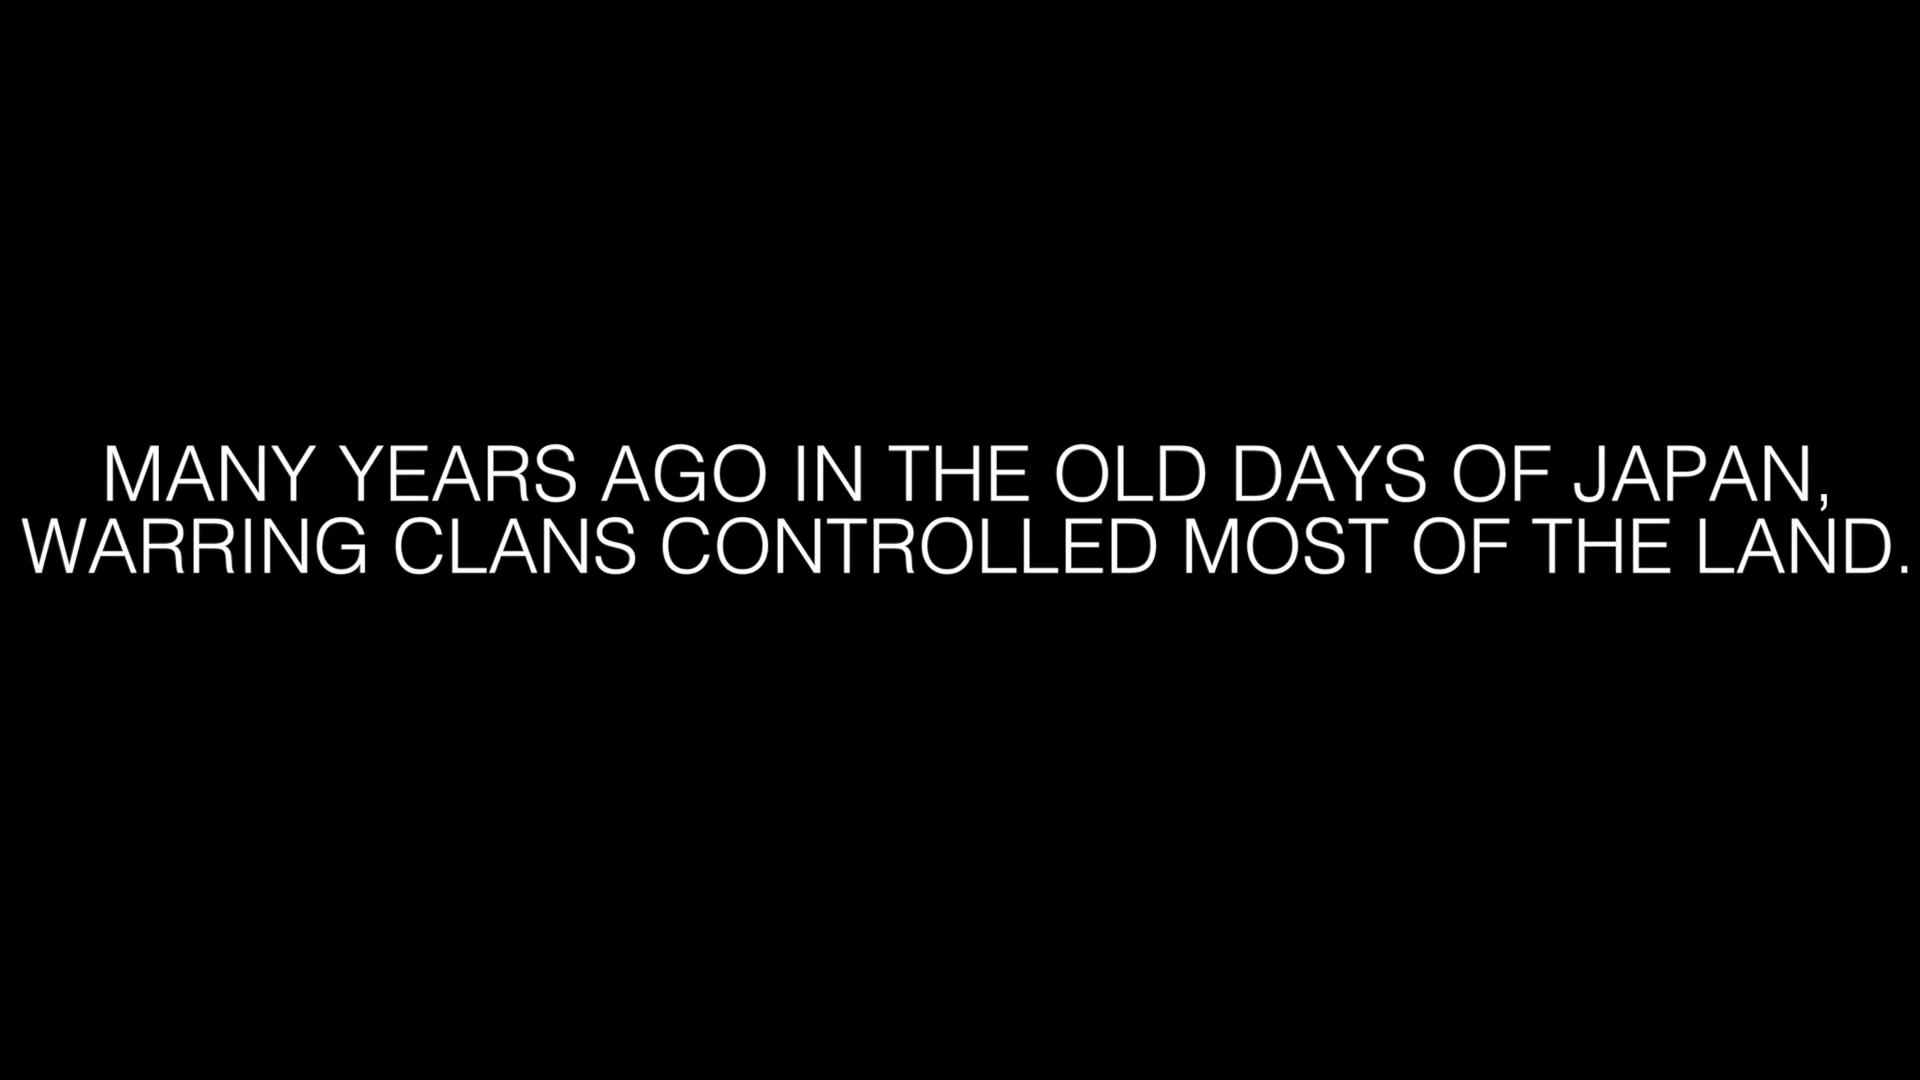 MANY YEARS AGO IN THE OLD DAYS OF JAPAN,
WARRING CLANS CONTROLLED MOST OF THE LAND.